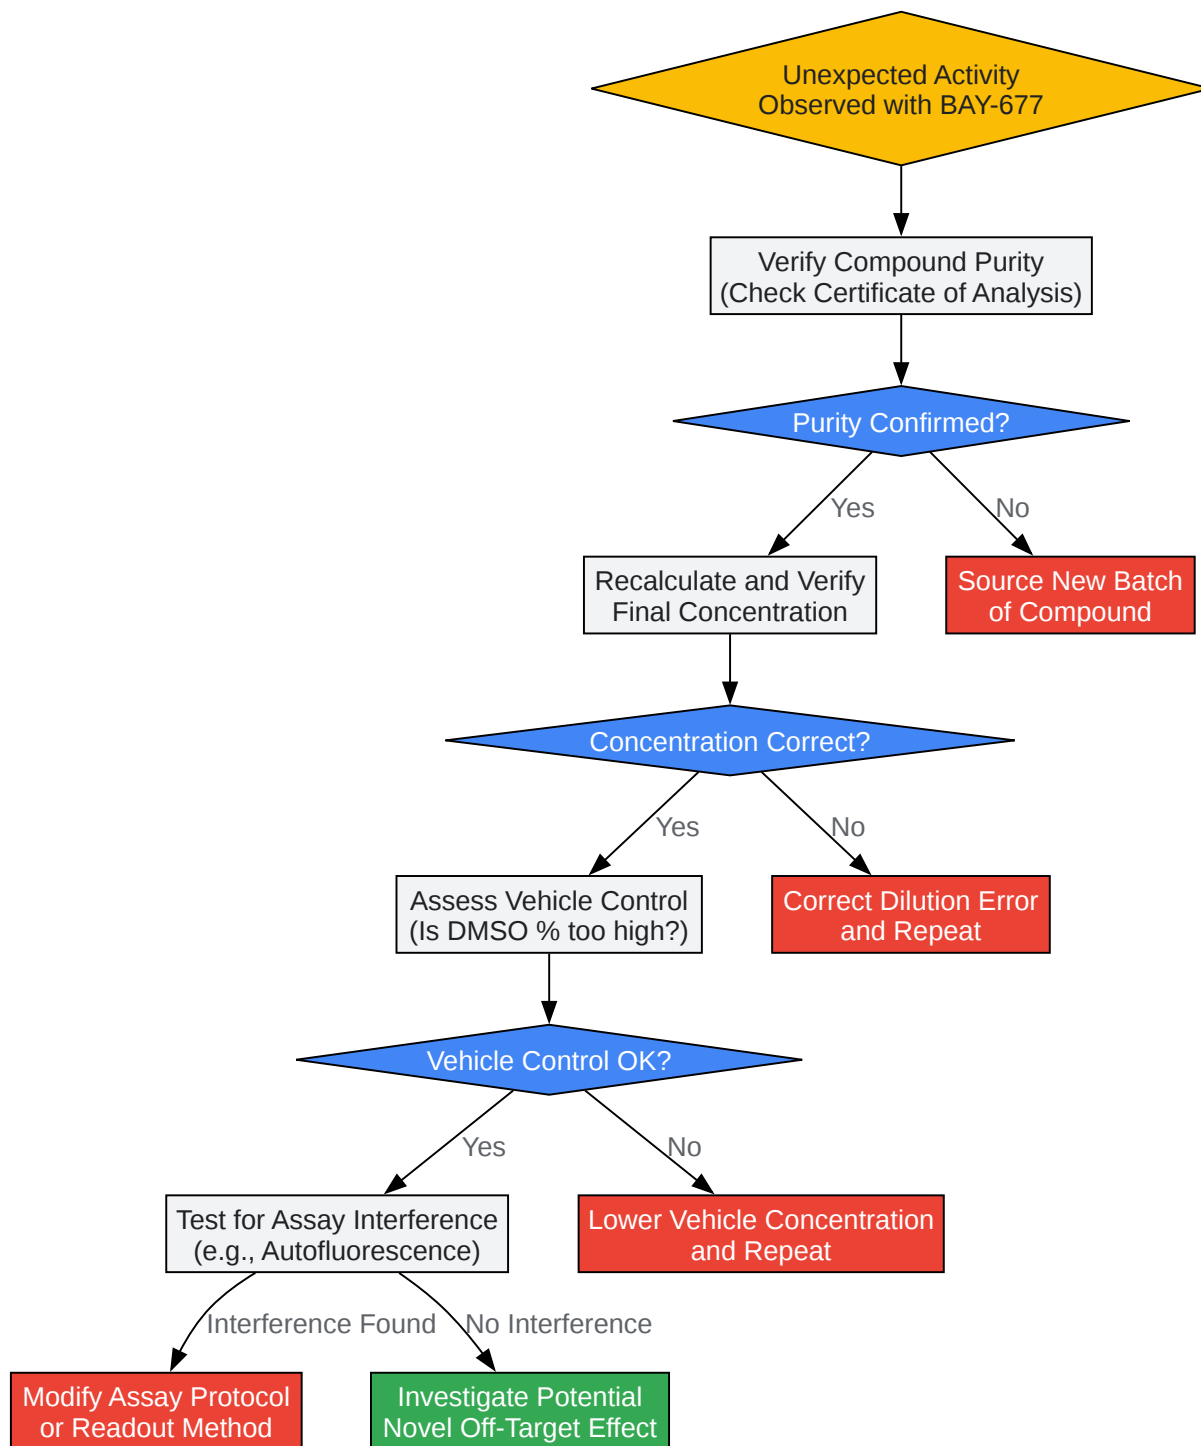 Unexpected Activity
Observed with BAY-677
Verify Compound Purity
(Check Certificate of Analysis)
Purity Confirmed?
Yes
No
Recalculate and Verify
Final Concentration
Source New Batch
of Compound
Concentration Correct?
Yes
No
Assess Vehicle Control
(Is DMSO % too high?)
Correct Dilution Error
and Repeat
Vehicle Control OK?
Yes
No
Test for Assay Interference
(e.g., Autofluorescence)
Lower Vehicle Concentration
and Repeat
Interference Found
No Interference
Modify Assay Protocol
or Readout Method
Investigate Potential
Novel Off-Target Effect